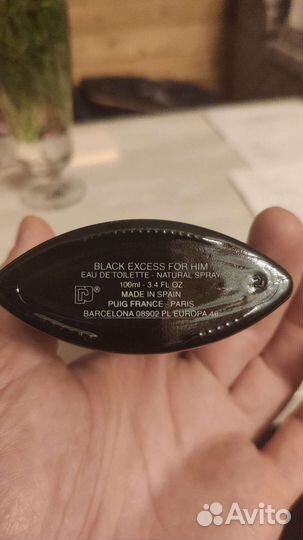 BLACK EXCESS FOR HIM
EAU DE TOILETTE - NATURAL SPRAY
100ml - 3.4 FL OZ
MADE IN SPAIN
PUIG FRANCE - PARIS
BARCELONA 08902 PL EUROPA 46
Avito